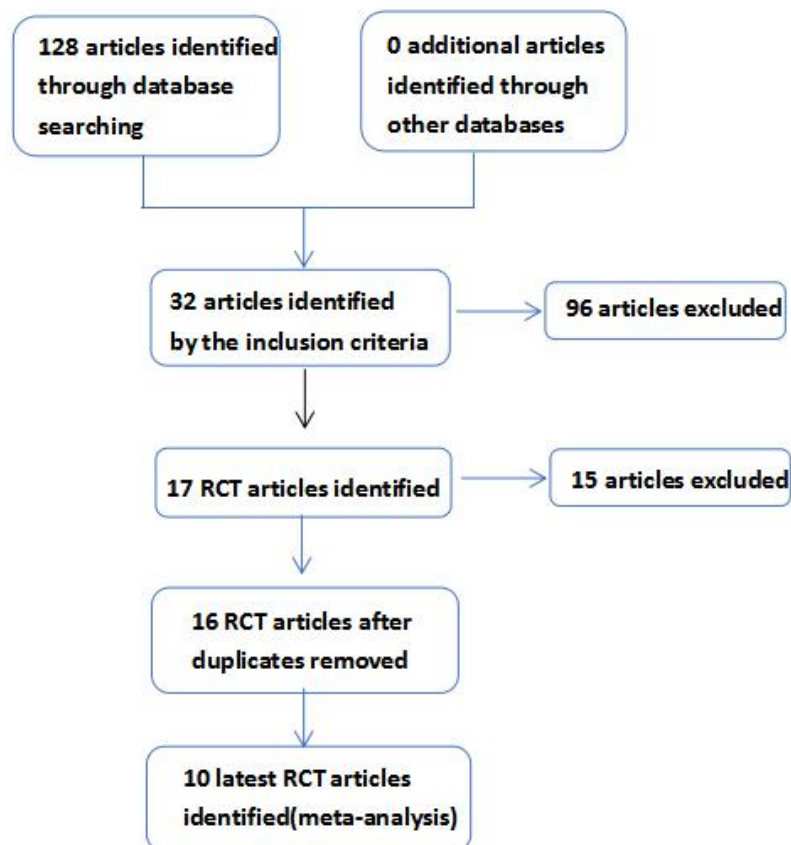 128 articles identified
through database
searching
0 additional articles
identified through
other databases
32 articles identified
by the inclusion criteria
96 articles excluded
17 RCT articles identified
15 articles excluded
16 RCT articles after
duplicates removed
10 latest RCT articles
identified(meta-analysis)